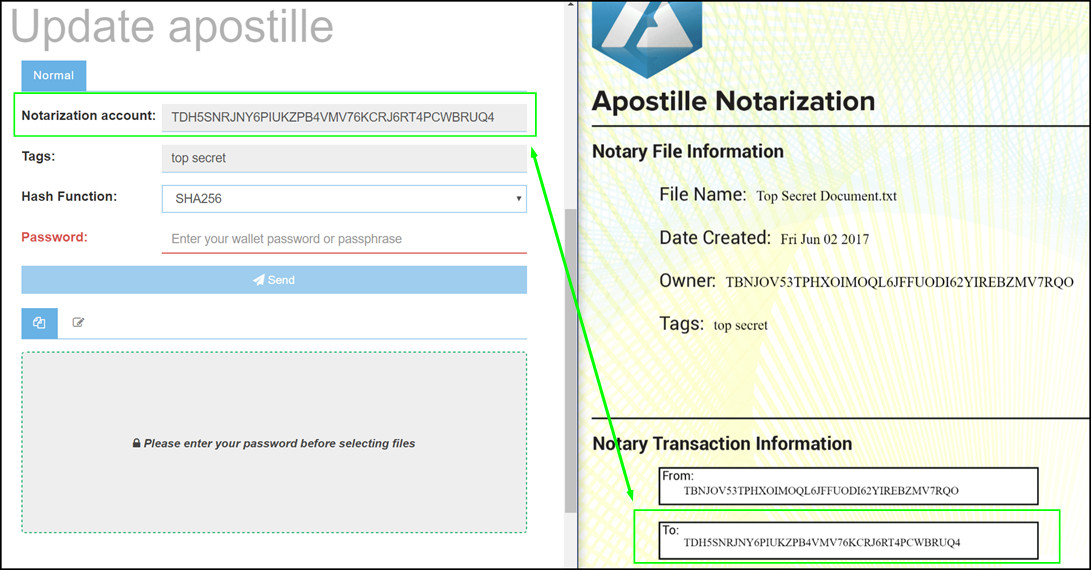 Update apostille
Normal
Notarization account: TDH5SNRJNY6PIUKZPB4VMV76KCRJ6RT4PCWBRUQ4
Tags: top secret
Hash Function: SHA256
Password: Enter your wallet password or passphrase
Send
Please enter your password before selecting files
Apostille Notarization
Notary File Information
File Name: Top Secret Document.txt
Date Created: Fri Jun 02 2017
Owner: TBNJOV53TPHXOIMOQL6JFFUODI62YIREBZMV7RQO
Tags: top secret
Notary Transaction Information
From:
TBNJOV53TPHXOIMOQL6JFFUODI62YIREBZMV7RQO
To:
TDH5SNRJNY6PIUKZPB4VMV76KCRJ6RT4PCWBRUQ4